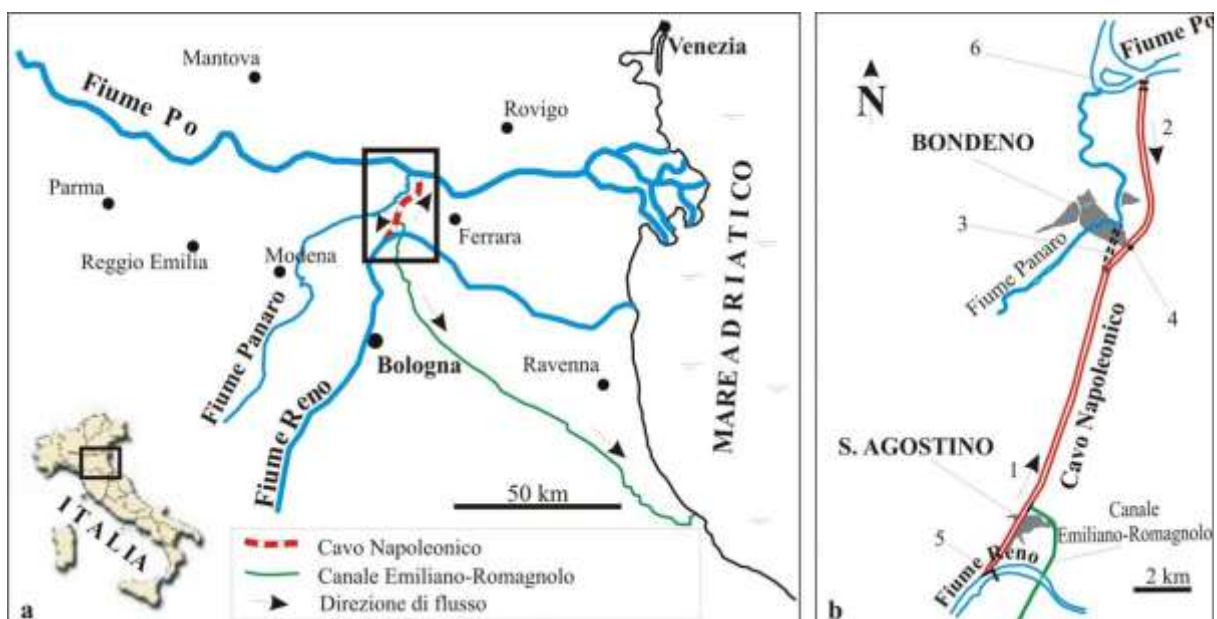 Venezia
Mantova
Fiume Po
Rovigo
Parma
Reggio Emilia
Modena
Ferrara
Fiume Panaro
Bologna
Ravenna
Fiume Reno
MARE ADRIATICO
50 km
ITALIA
Cavo Napoleonico
Canale Emiliano-Romagnolo
Direzione di flusso
a
6
Fiume Po
N
2
BONDENO
3
Fiume Panaro
4
Cavo Napoleonico
S. AGOSTINO
1
Canale
Emiliano-Romagnolo
5
Fiume Reno
2 km
b